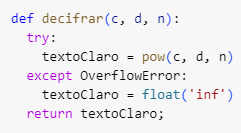 def decifrar(c, d, n):
  try:
    textoClaro = pow(c, d, n)
  except OverflowError:
    textoClaro = float('inf')
  return textoClaro;